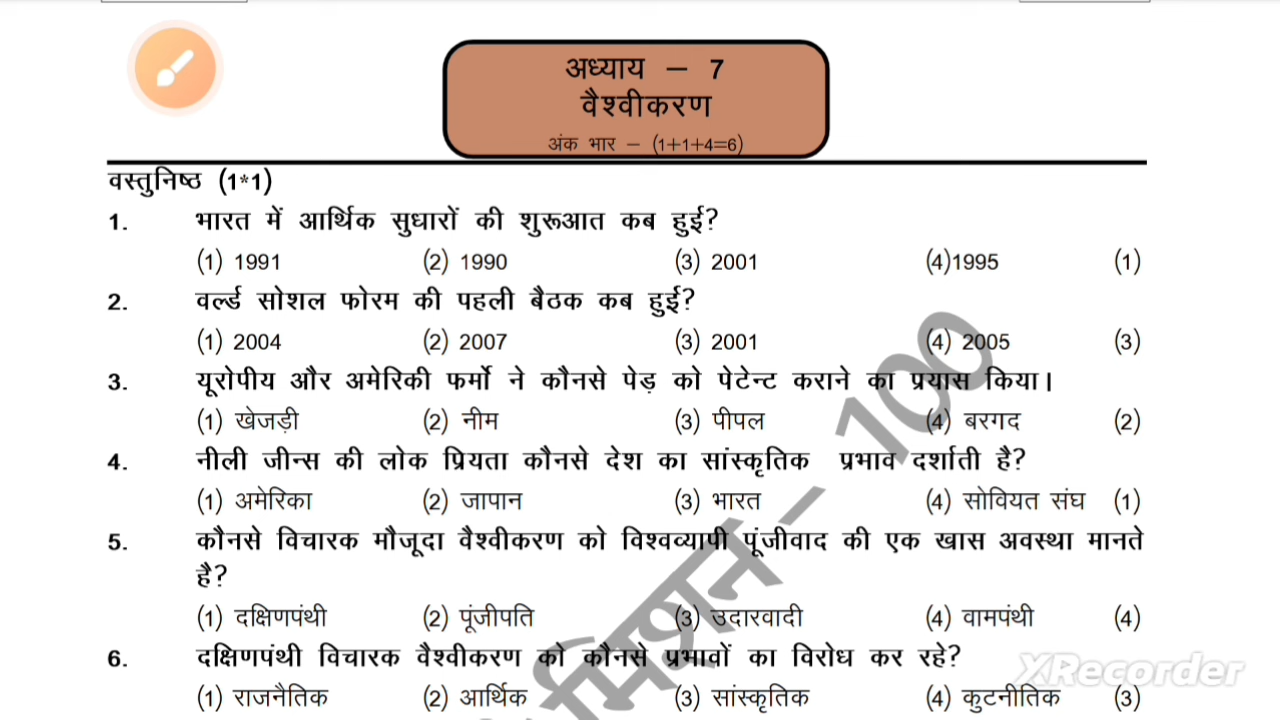 अध्याय – 7
वैश्वीकरण
अंक भार – (1+1+4=6)
वस्तुनिष्ठ (1*1)
1. भारत में आर्थिक सुधारों की शुरूआत कब हुई?
(1) 1991 (2) 1990 (3) 2001 (4)1995 (1)
2. वर्ल्ड सोशल फोरम की पहली बैठक कब हुई?
(1) 2004 (2) 2007 (3) 2001 (4) 2005 (3)
3. यूरोपीय और अमेरिकी फर्मो ने कौनसे पेड़ को पेटेन्ट कराने का प्रयास किया।
(1) खेजड़ी (2) नीम (3) पीपल (4) बरगद (2)
4. नीली जीन्स की लोक प्रियता कौनसे देश का सांस्कृतिक प्रभाव दर्शाती है?
(1) अमेरिका (2) जापान (3) भारत (4) सोवियत संघ (1)
5. कौनसे विचारक मौजूदा वैश्वीकरण को विश्वव्यापी पूंजीवाद की एक खास अवस्था मानते
है?
(1) दक्षिणपंथी (2) पूंजीपति (3) उदारवादी (4) वामपंथी (4)
6. दक्षिणपंथी विचारक वैश्वीकरण को कौनसे प्रभावों का विरोध कर रहे?
(1) राजनैतिक (2) आर्थिक (3) सांस्कृतिक (4) कुटनीतिक (3)
मिशन – 100
XRecorder